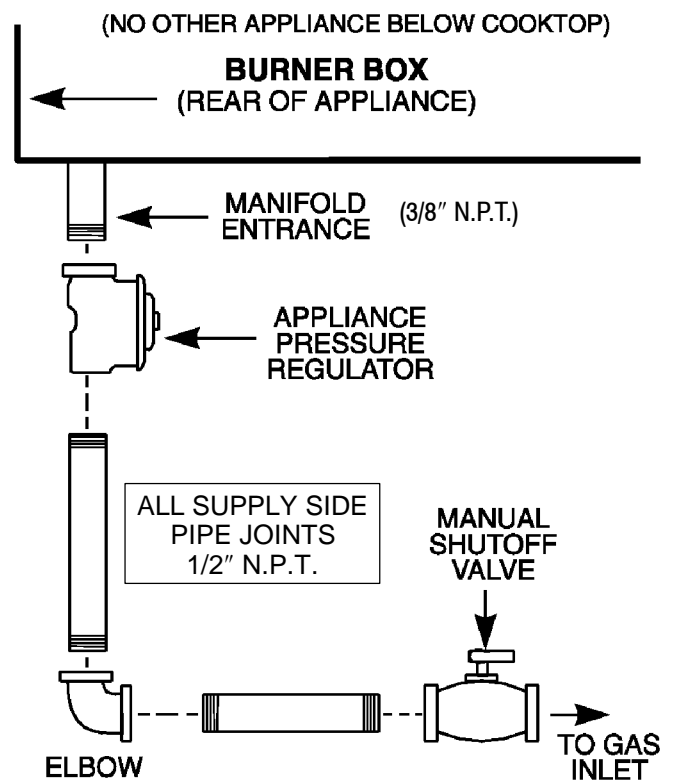 (NO OTHER APPLIANCE BELOW COOKTOP)
BURNER BOX
(REAR OF APPLIANCE)
MANIFOLD
ENTRANCE
(3/8″ N.P.T.)
APPLIANCE
PRESSURE
REGULATOR
ALL SUPPLY SIDE
PIPE JOINTS
1/2″ N.P.T.
MANUAL
SHUTOFF
VALVE
ELBOW
TO GAS
INLET